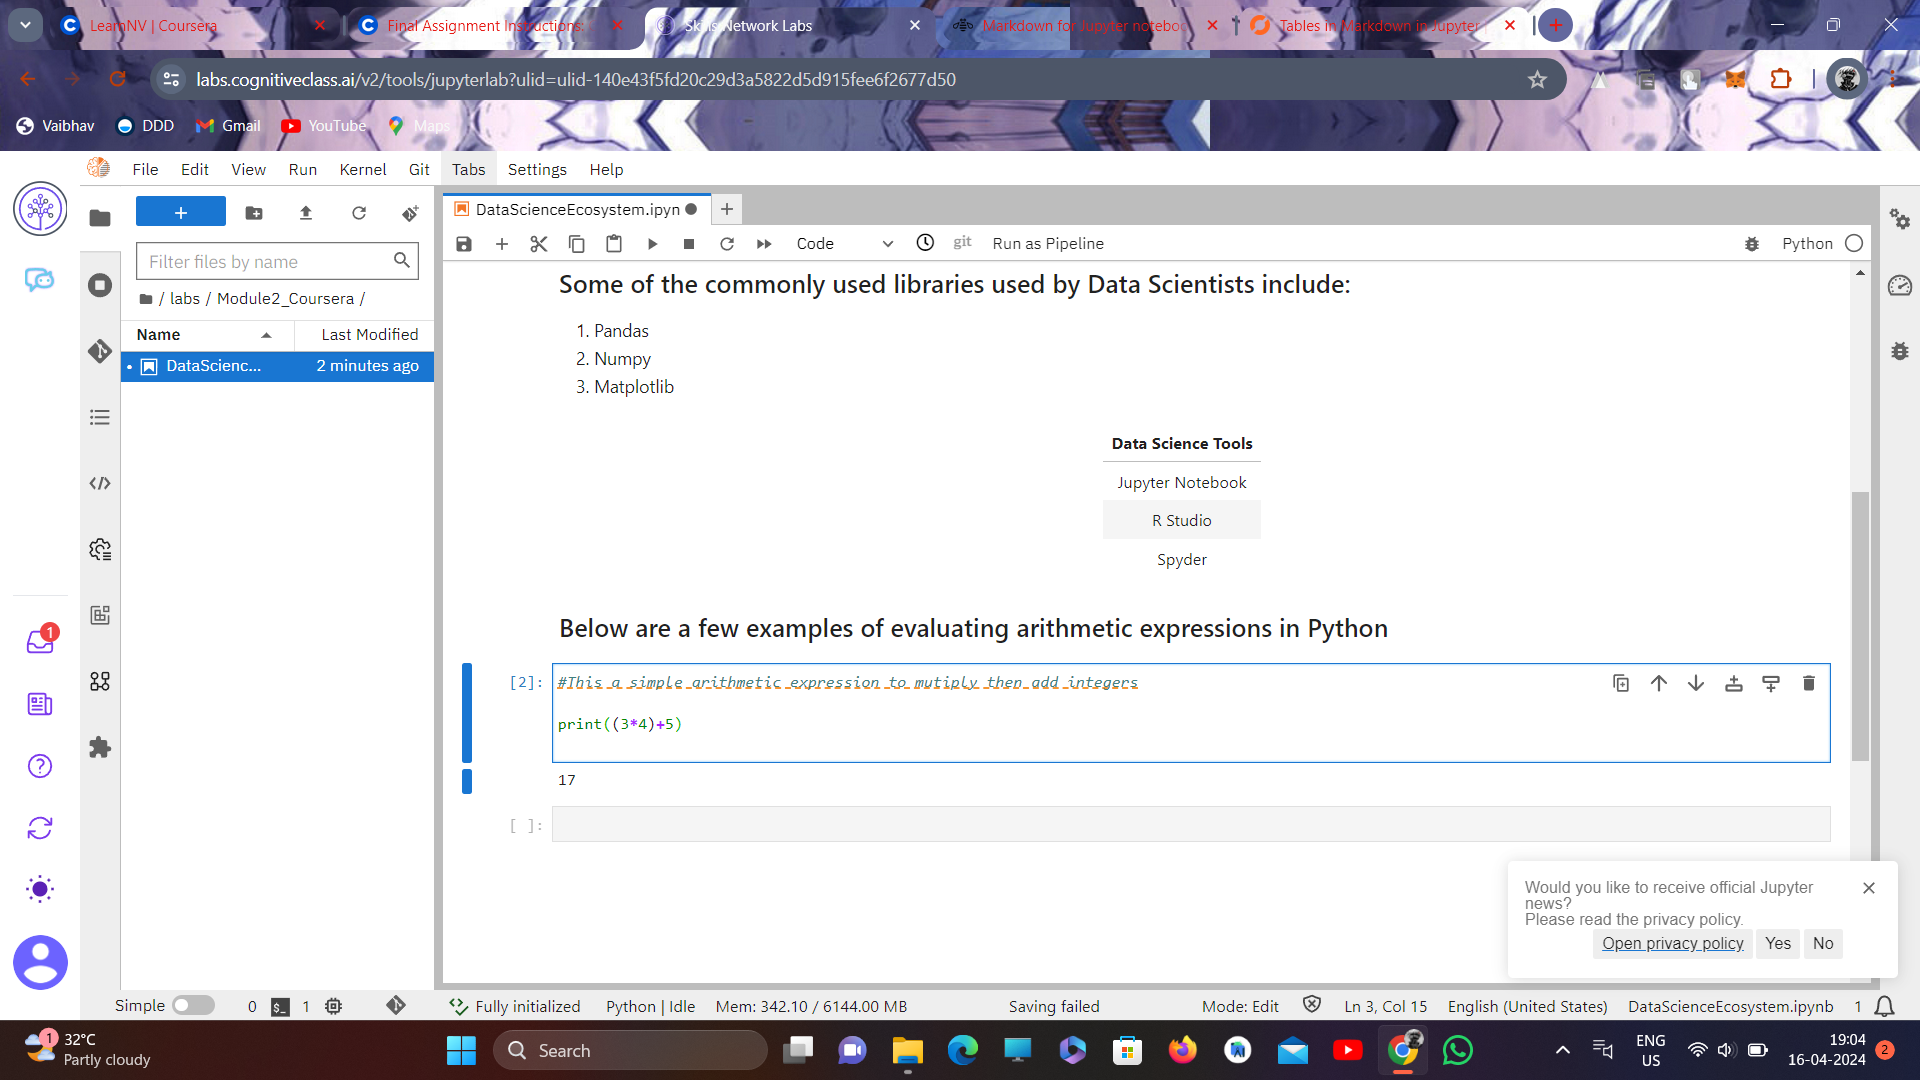 LearnNV | Coursera
Final Assignment Instructions:
Skills Network Labs
Markdown for Jupyter noteboo
Tables in Markdown in Jupyter
labs.cognitiveclass.ai/v2/tools/jupyterlab?ulid=ulid-140e43f5fd20c29d3a5822d5d915fee6f2677d50
Vaibhav DDD Gmail YouTube Maps
File Edit View Run Kernel Git Tabs Settings Help
DataScienceEcosystem.ipyn
Code git Run as Pipeline Python
Filter files by name
/ labs / Module2_Coursera /
Name Last Modified
DataScienc... 2 minutes ago
Some of the commonly used libraries used by Data Scientists include:
1. Pandas
2. Numpy
3. Matplotlib
Data Science Tools
Jupyter Notebook
R Studio
Spyder
Below are a few examples of evaluating arithmetic expressions in Python
[2]: #This a simple arithmetic expression to mutiply then add integers
print((3*4)+5)
17
[ ]:
1
Would you like to receive official Jupyter
news?
Please read the privacy policy.
Open privacy policy Yes No
Simple 0 $_ 1 Fully initialized Python | Idle Mem: 342.10 / 6144.00 MB Saving failed Mode: Edit Ln 3, Col 15 English (United States) DataScienceEcosystem.ipynb 1
1 32°C
Partly cloudy
Search
ENG
US
19:04
16-04-2024
2